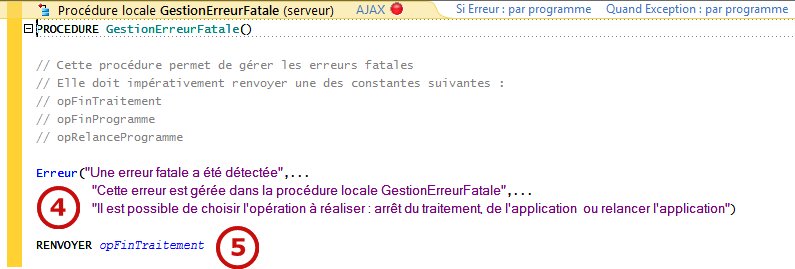 Procédure locale GestionErreurFatale (serveur) AJAX Si Erreur : par programme Quand Exception : par programme
PROCEDURE GestionErreurFatale()
// Cette procédure permet de gérer les erreurs fatales
// Elle doit impérativement renvoyer une des constantes suivantes :
// opFinTraitement
// opFinProgramme
// opRelanceProgramme
Erreur("Une erreur fatale a été détectée",...
"Cette erreur est gérée dans la procédure locale GestionErreurFatale",...
4 "Il est possible de choisir l'opération à réaliser : arrêt du traitement, de l'application ou relancer l'application")
RENVOYER opFinTraitement 5